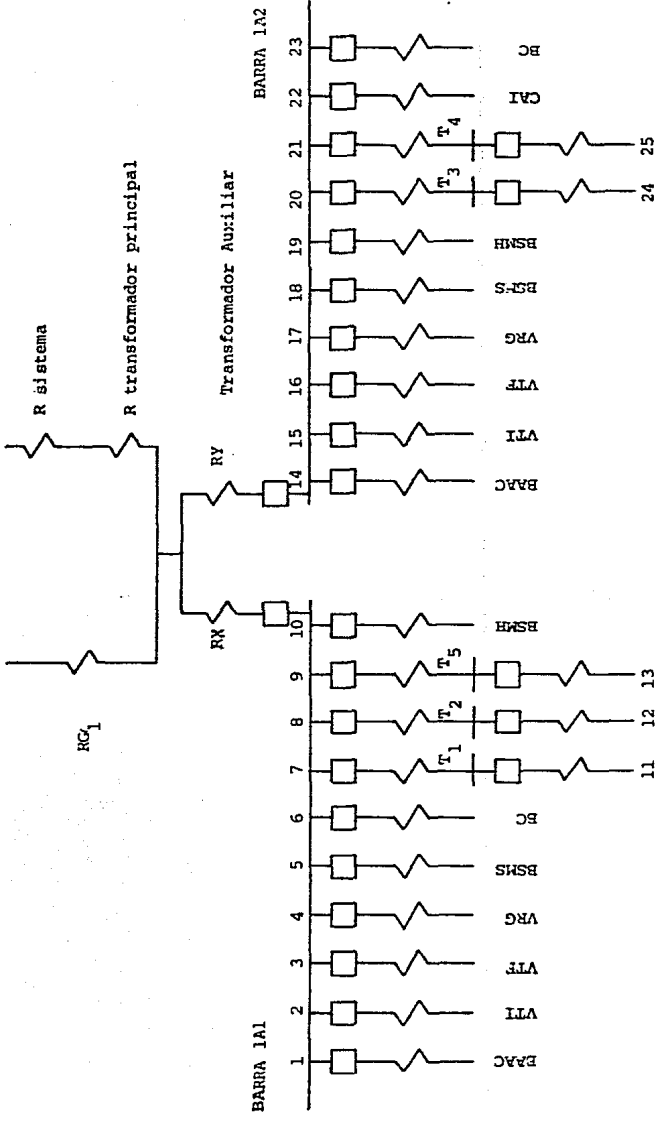 R sistema
R transformador principal
RG1
Transformador Auxiliar
RX
RY
BARRA 1A1
BARRA 1A2
1 2 3 4 5 6 7 8 9 10
14 15 16 17 18 19 20 21 22 23
T1 T2 T5
T3 T4
BAAC VTI VTF VRG BSMS BC BSMH
BAAC VTI VTF VRG BSMS BSMH CAI BC
11 12 13
24 25